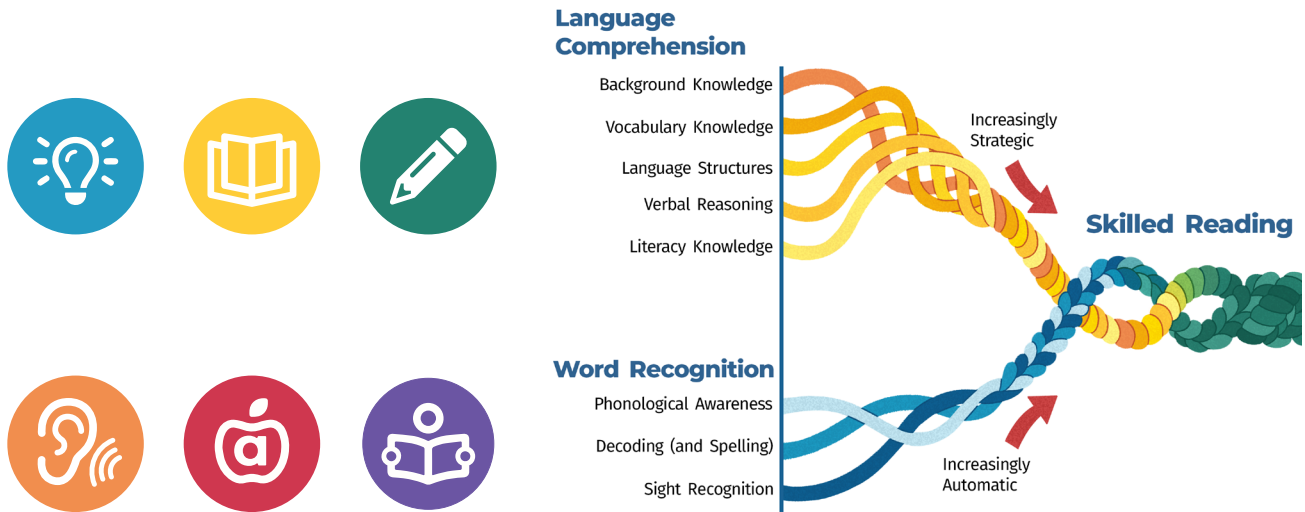 Language
Comprehension
Background Knowledge
Vocabulary Knowledge
Language Structures
Verbal Reasoning
Literacy Knowledge
Increasingly
Strategic
Skilled Reading
Word Recognition
Phonological Awareness
Decoding (and Spelling)
Sight Recognition
Increasingly
Automatic
a